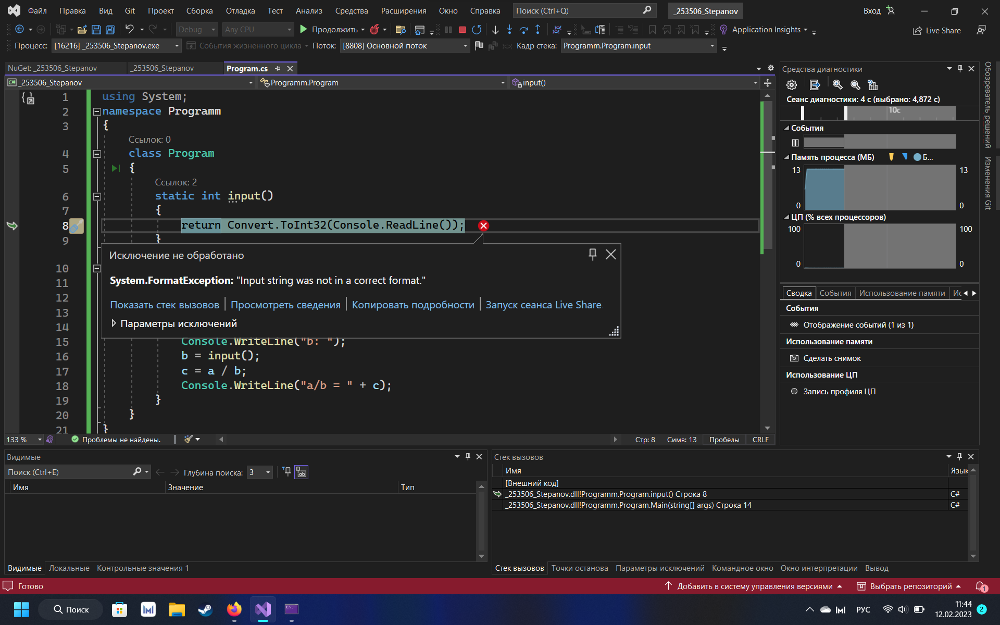 Файл Правка Вид Git Проект Сборка Отладка Тест Анализ Средства Расширения Окно Справка Поиск (Ctrl+Q) _253506_Stepanov Вход
Debug Any CPU Продолжить Application Insights Live Share
Процесс: [16216] _253506_Stepanov.exe События жизненного цикла Поток: [8808] Основной поток Кадр стека: Programm.Program.input
NuGet: _253506_Stepanov _253506_Stepanov Program.cs
C# _253506_Stepanov Programm.Program input()
1 using System;
2 namespace Programm
3 {
Ссылок: 0
4 class Program
5 {
Ссылок: 2
6 static int input()
7 {
8 return Convert.ToInt32(Console.ReadLine());
9 }
10
11
12
13
14
Исключение не обработано
System.FormatException: "Input string was not in a correct format."
Показать стек вызовов | Просмотреть сведения | Копировать подробности | Запуск сеанса Live Share
Параметры исключений
15 Console.WriteLine("b: ");
16 b = input();
17 c = a / b;
18 Console.WriteLine("a/b = " + c);
19 }
20 }
21 }
133 % Проблемы не найдены. Стр: 8 Симв: 13 Пробелы CRLF
Средства диагностики
Сеанс диагностики: 4 с (выбрано: 4,872 с)
10с
События
Память процесса (МБ) Б...
13 13
0 0
ЦП (% всех процессоров)
100 100
0 0
Сводка События Использование памяти Ис
События
Отображение событий (1 из 1)
Использование памяти
Сделать снимок
Использование ЦП
Запись профиля ЦП
Обозреватель решений
Изменения Git
Видимые
Поиск (Ctrl+E) Глубина поиска: 3
Имя Значение Тип
Видимые Локальные Контрольные значения 1
Стек вызовов
Имя Язык
[Внешний код]
_253506_Stepanov.dll!Programm.Program.input() Строка 8 C#
_253506_Stepanov.dll!Programm.Program.Main(string[] args) Строка 14 C#
Стек вызовов Точки останова Параметры исключений Командное окно Окно интерпретации Вывод
Готово Добавить в систему управления версиями Выбрать репозиторий 1
Поиск РУС 11:44
12.02.2023 2